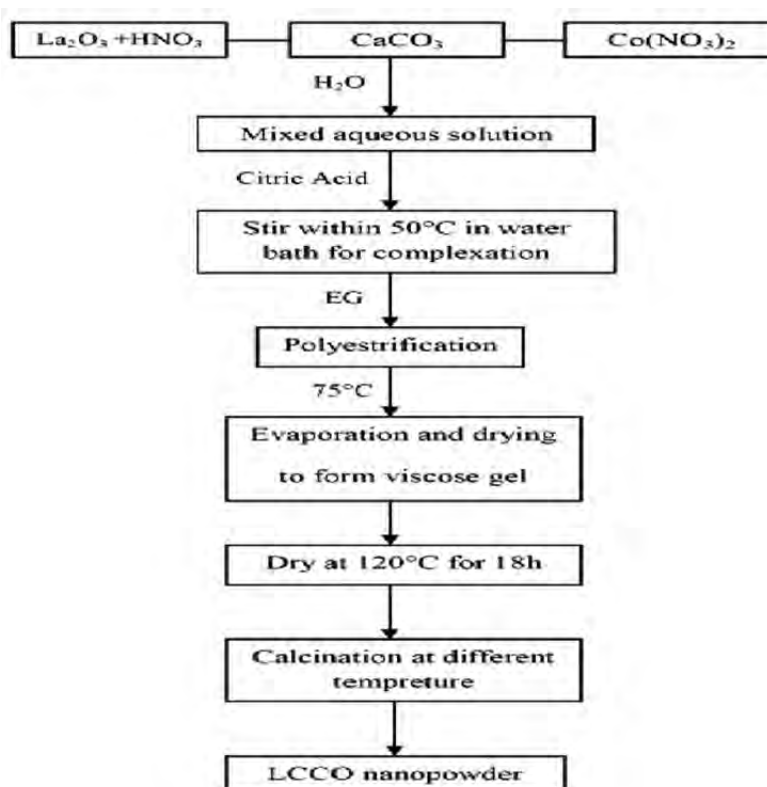 La₂O₃ +HNO₃ CaCO₃ Co(NO₃)₂
H₂O
Mixed aqueous solution
Citric Acid
Stir within 50°C in water
bath for complexation
EG
Polyestrification
75°C
Evaporation and drying
to form viscose gel
Dry at 120°C for 18h
Calcination at different
tempreture
LCCO nanopowder